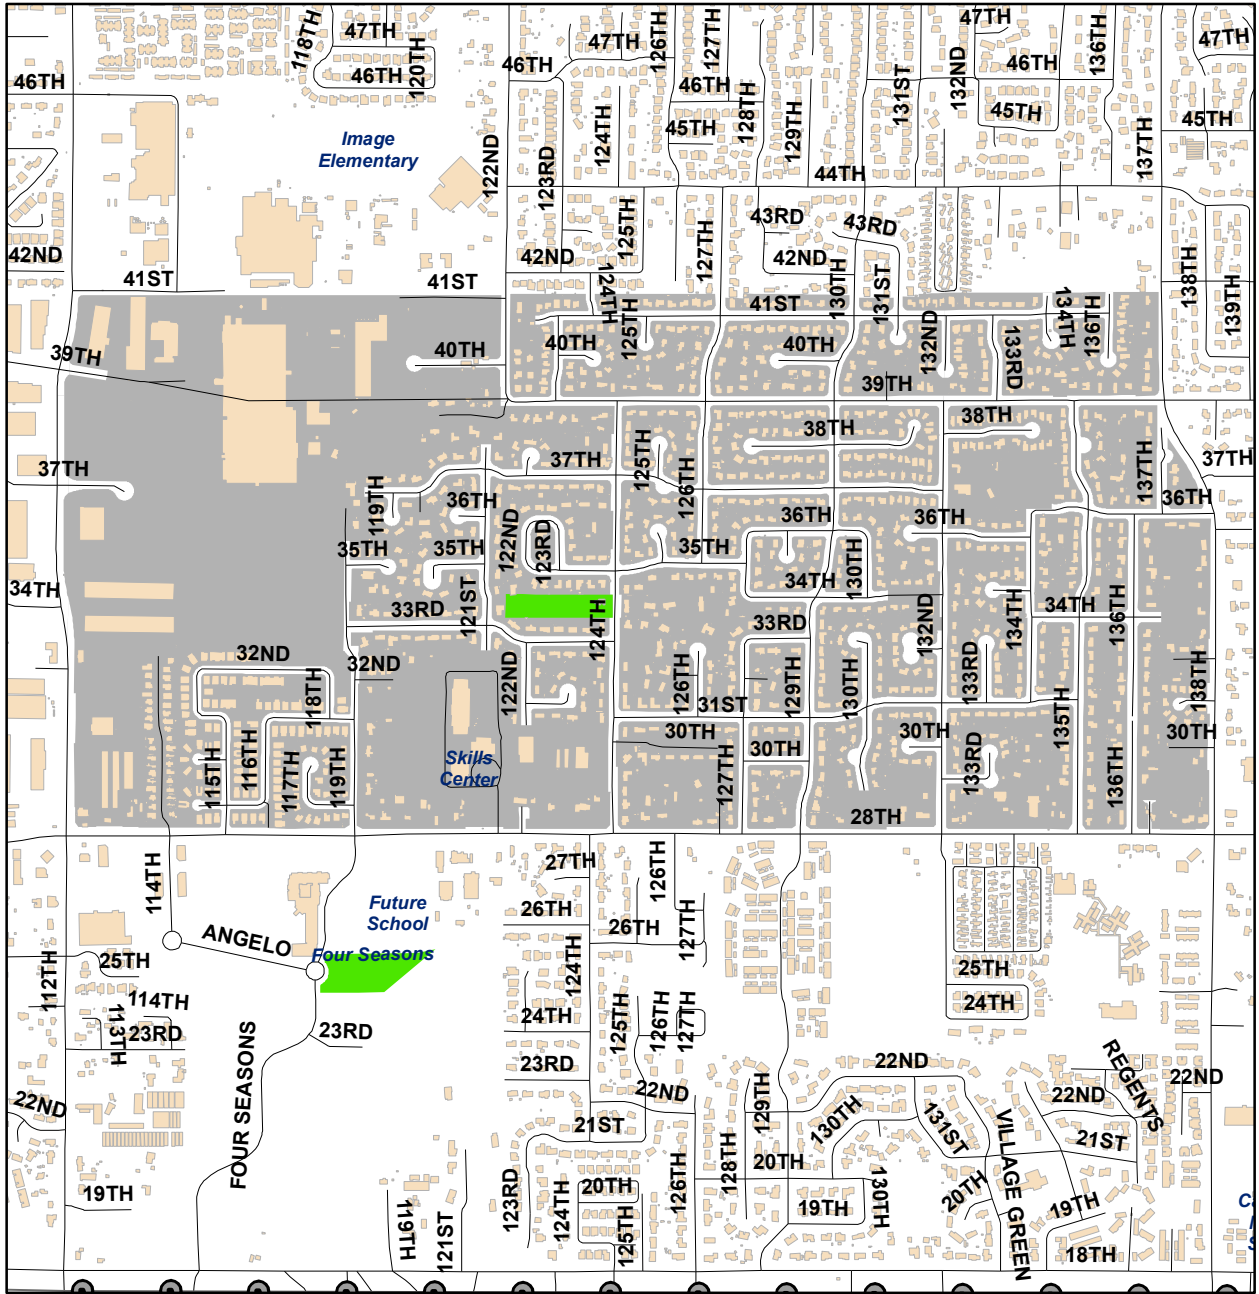 118TH
47TH
46TH
120TH
46TH
47TH
126TH
127TH
46TH
45TH
128TH
129TH
124TH
131ST
132ND
47TH
46TH
136TH
45TH
47TH
45TH
137TH
46TH
Image
Elementary
122ND
123RD
44TH
42ND
41ST
41ST
42ND
125TH
124TH
127TH
43RD
43RD
42ND
130TH
131ST
41ST
138TH
139TH
134TH
136TH
39TH
40TH
40TH
125TH
40TH
132ND
133RD
39TH
38TH
38TH
37TH
37TH
125TH
126TH
137TH
37TH
36TH
119TH
36TH
122ND
123RD
36TH
36TH
35TH
35TH
35TH
34TH
130TH
34TH
33RD
121ST
124TH
33RD
132ND
134TH
34TH
136TH
32ND
32ND
118TH
122ND
126TH
31ST
129TH
130TH
133RD
135TH
138TH
30TH
30TH
30TH
30TH
115TH
116TH
117TH
119TH
Skills
Center
127TH
133RD
136TH
28TH
114TH
27TH
126TH
Future
School
26TH
26TH
127TH
ANGELO
Four Seasons
25TH
112TH
124TH
25TH
114TH
24TH
24TH
113TH
23RD
23RD
125TH
126TH
127TH
FOUR SEASONS
23RD
22ND
22ND
22ND
129TH
130TH
131ST
VILLAGE GREEN
22ND
REGENTS
22ND
21ST
21ST
20TH
20TH
128TH
126TH
20TH
19TH
123RD
124TH
125TH
19TH
130TH
19TH
119TH
121ST
18TH